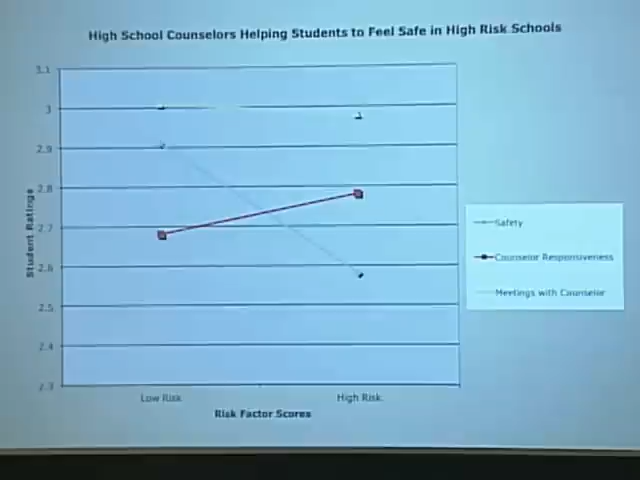 High School Counselors Helping Students to Feel Safe in High Risk Schools
3.1
3
2.9
2.8
2.7
2.6
2.5
2.4
2.3
Student Ratings
Low Risk
High Risk
Risk Factor Scores
Safety
Counselor Responsiveness
Meetings with Counselor